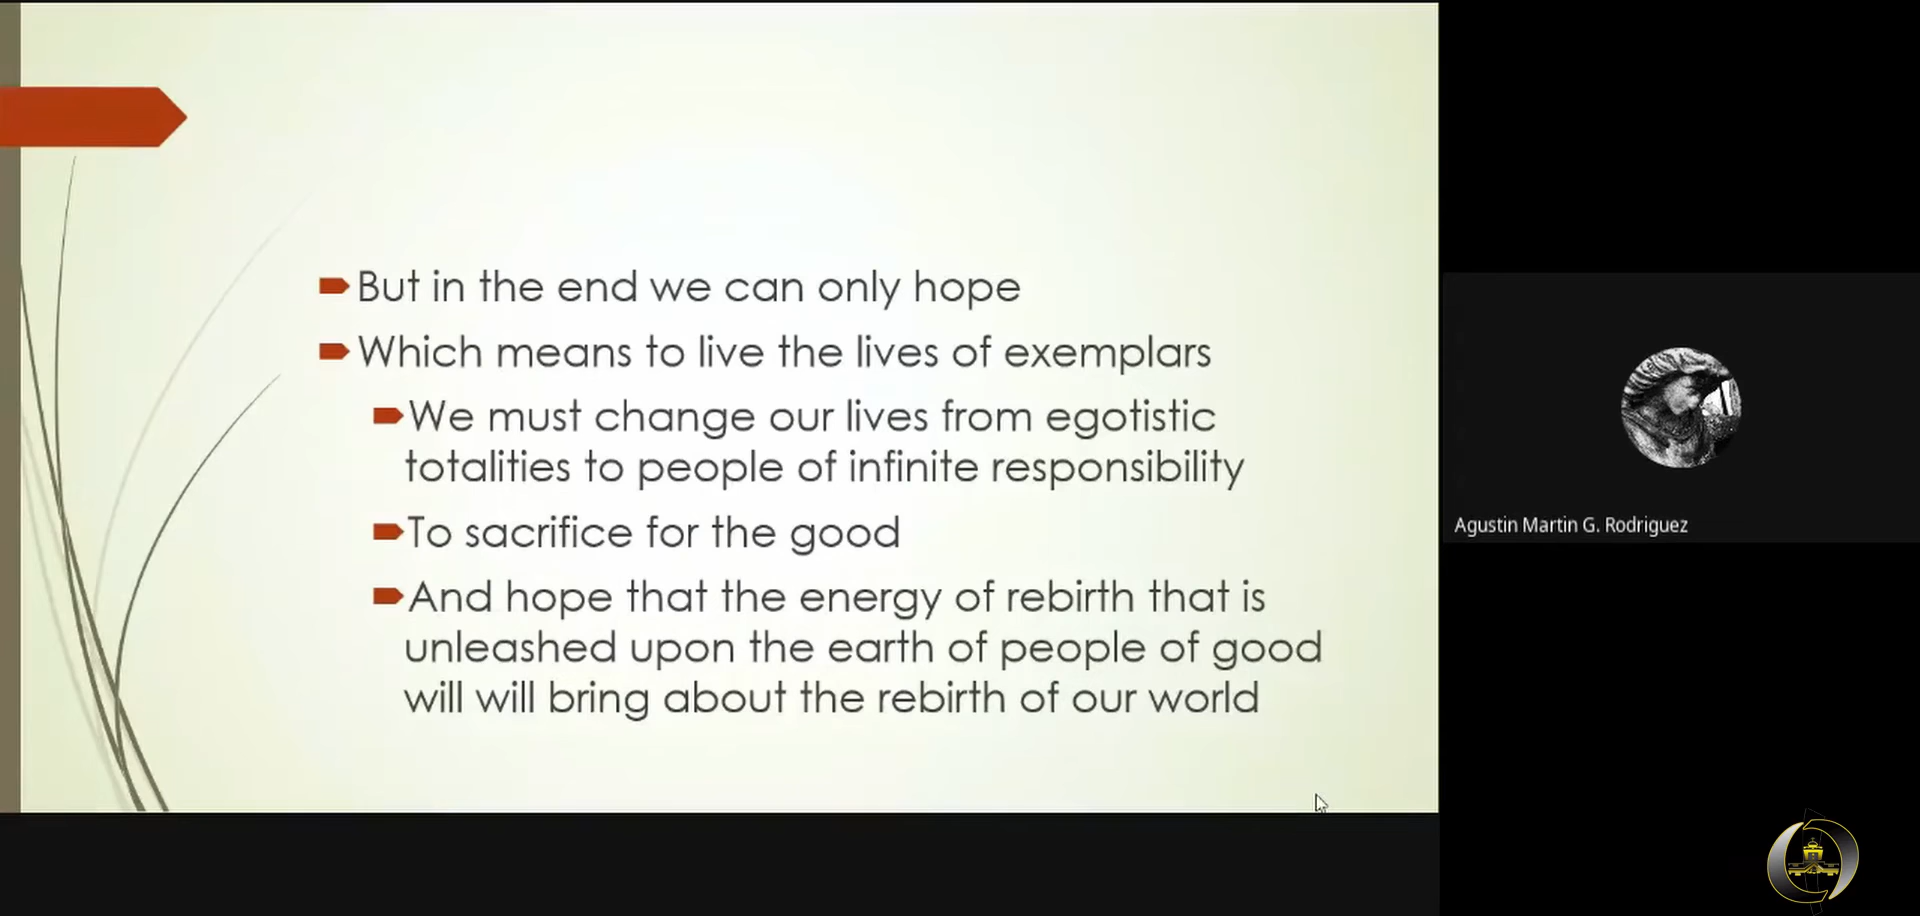 But in the end we can only hope
Which means to live the lives of exemplars
We must change our lives from egotistic
totalities to people of infinite responsibility
To sacrifice for the good
And hope that the energy of rebirth that is
unleashed upon the earth of people of good
will will bring about the rebirth of our world
Agustin Martin G. Rodriguez